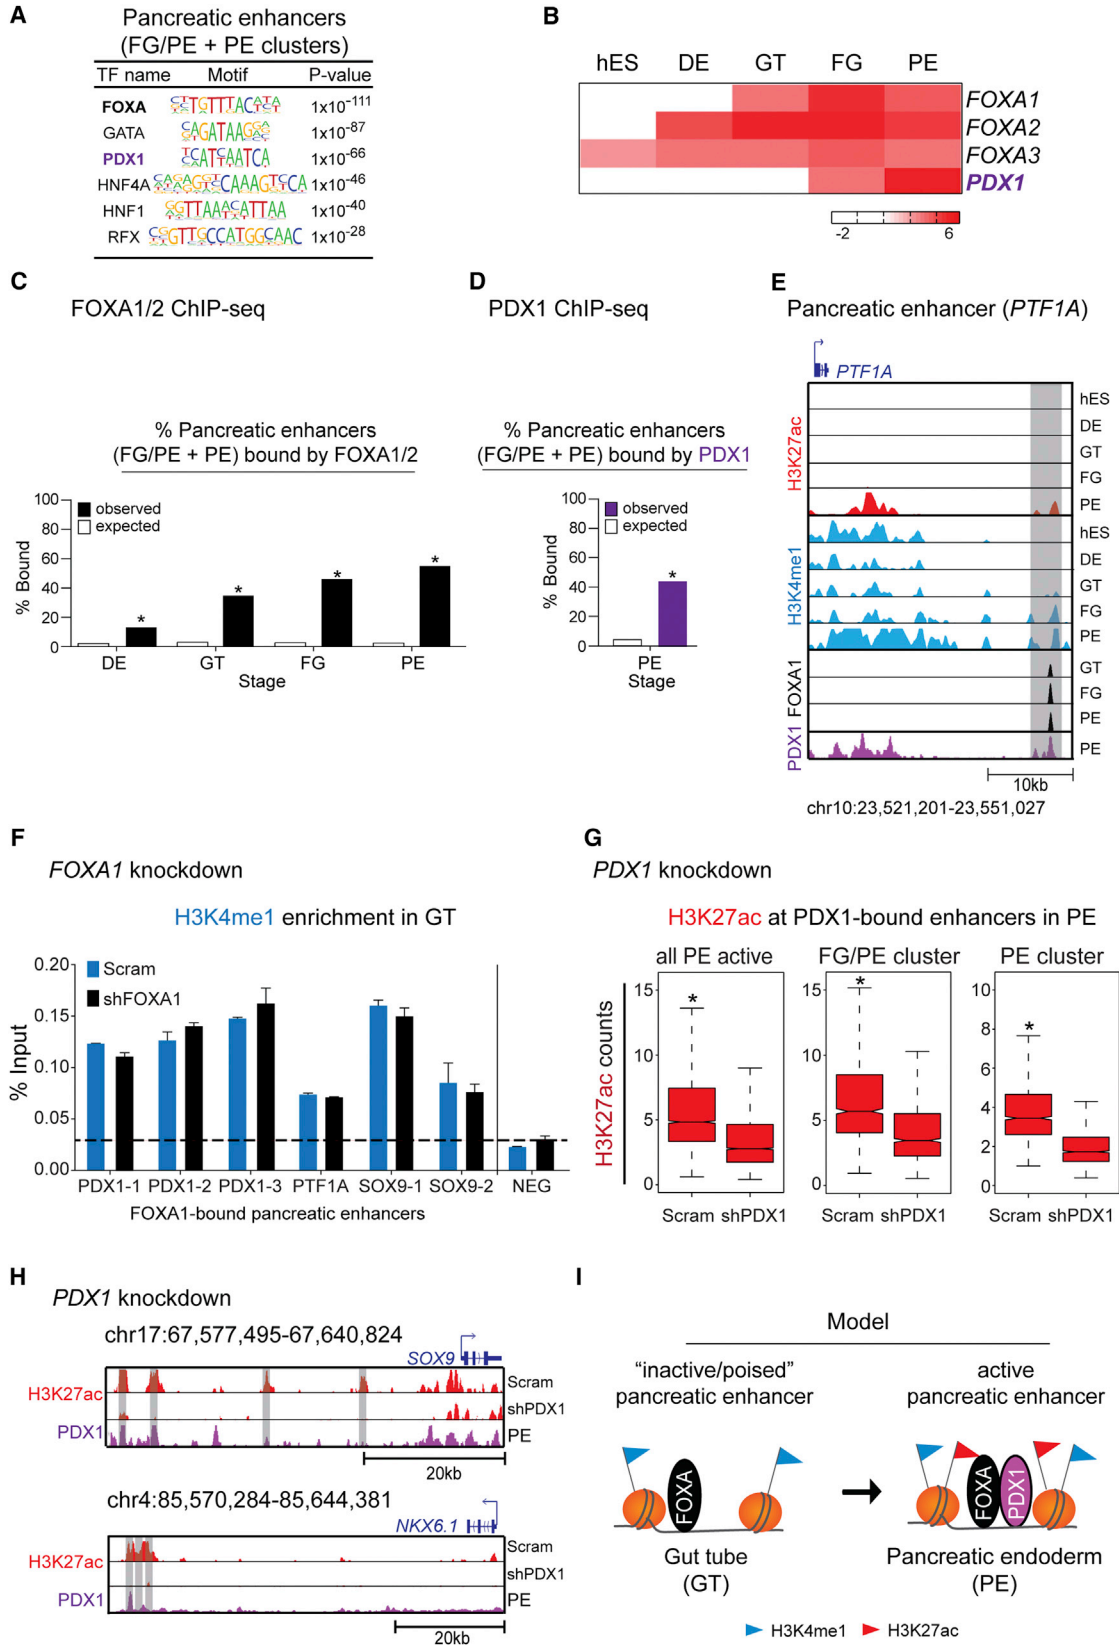 A
Pancreatic enhancers
(FG/PE + PE clusters)
TF name Motif P-value
FOXA TGTTTAC 1x10-111
GATA AGATAAG 1x10-87
PDX1 CATCAATCA 1x10-66
HNF4A CAAAGTCCA 1x10-46
HNF1 GGTTAATCATTAA 1x10-40
RFX GTTGCCATGGCAAC 1x10-28
B
hES DE GT FG PE
FOXA1
FOXA2
FOXA3
PDX1
-2 6
C
FOXA1/2 ChIP-seq
% Pancreatic enhancers
(FG/PE + PE) bound by FOXA1/2
observed
expected
% Bound
100
80
60
40
20
0
* * * *
DE GT FG PE
Stage
D
PDX1 ChIP-seq
% Pancreatic enhancers
(FG/PE + PE) bound by PDX1
observed
expected
% Bound
100
80
60
40
20
0
*
PE
Stage
E
Pancreatic enhancer (PTF1A)
PTF1A
H3K27ac
hES
DE
GT
FG
PE
H3K4me1
hES
DE
GT
FG
PE
FOXA1
GT
FG
PE
PDX1
PE
10kb
chr10:23,521,201-23,551,027
F
FOXA1 knockdown
H3K4me1 enrichment in GT
Scram
shFOXA1
% Input
0.20
0.15
0.10
0.05
0.00
PDX1-1 PDX1-2 PDX1-3 PTF1A SOX9-1 SOX9-2 NEG
FOXA1-bound pancreatic enhancers
G
PDX1 knockdown
H3K27ac at PDX1-bound enhancers in PE
all PE active FG/PE cluster PE cluster
H3K27ac counts
15
10
5
0
*
Scram shPDX1
15
10
5
0
*
Scram shPDX1
10
8
6
4
2
0
*
Scram shPDX1
H
PDX1 knockdown
chr17:67,577,495-67,640,824
SOX9
H3K27ac
Scram
shPDX1
PDX1
PE
20kb
chr4:85,570,284-85,644,381
NKX6.1
H3K27ac
Scram
shPDX1
PDX1
PE
20kb
I
Model
"inactive/poised"
pancreatic enhancer
active
pancreatic enhancer
FOXA
FOXA
PDX1
Gut tube
(GT)
Pancreatic endoderm
(PE)
H3K4me1 H3K27ac